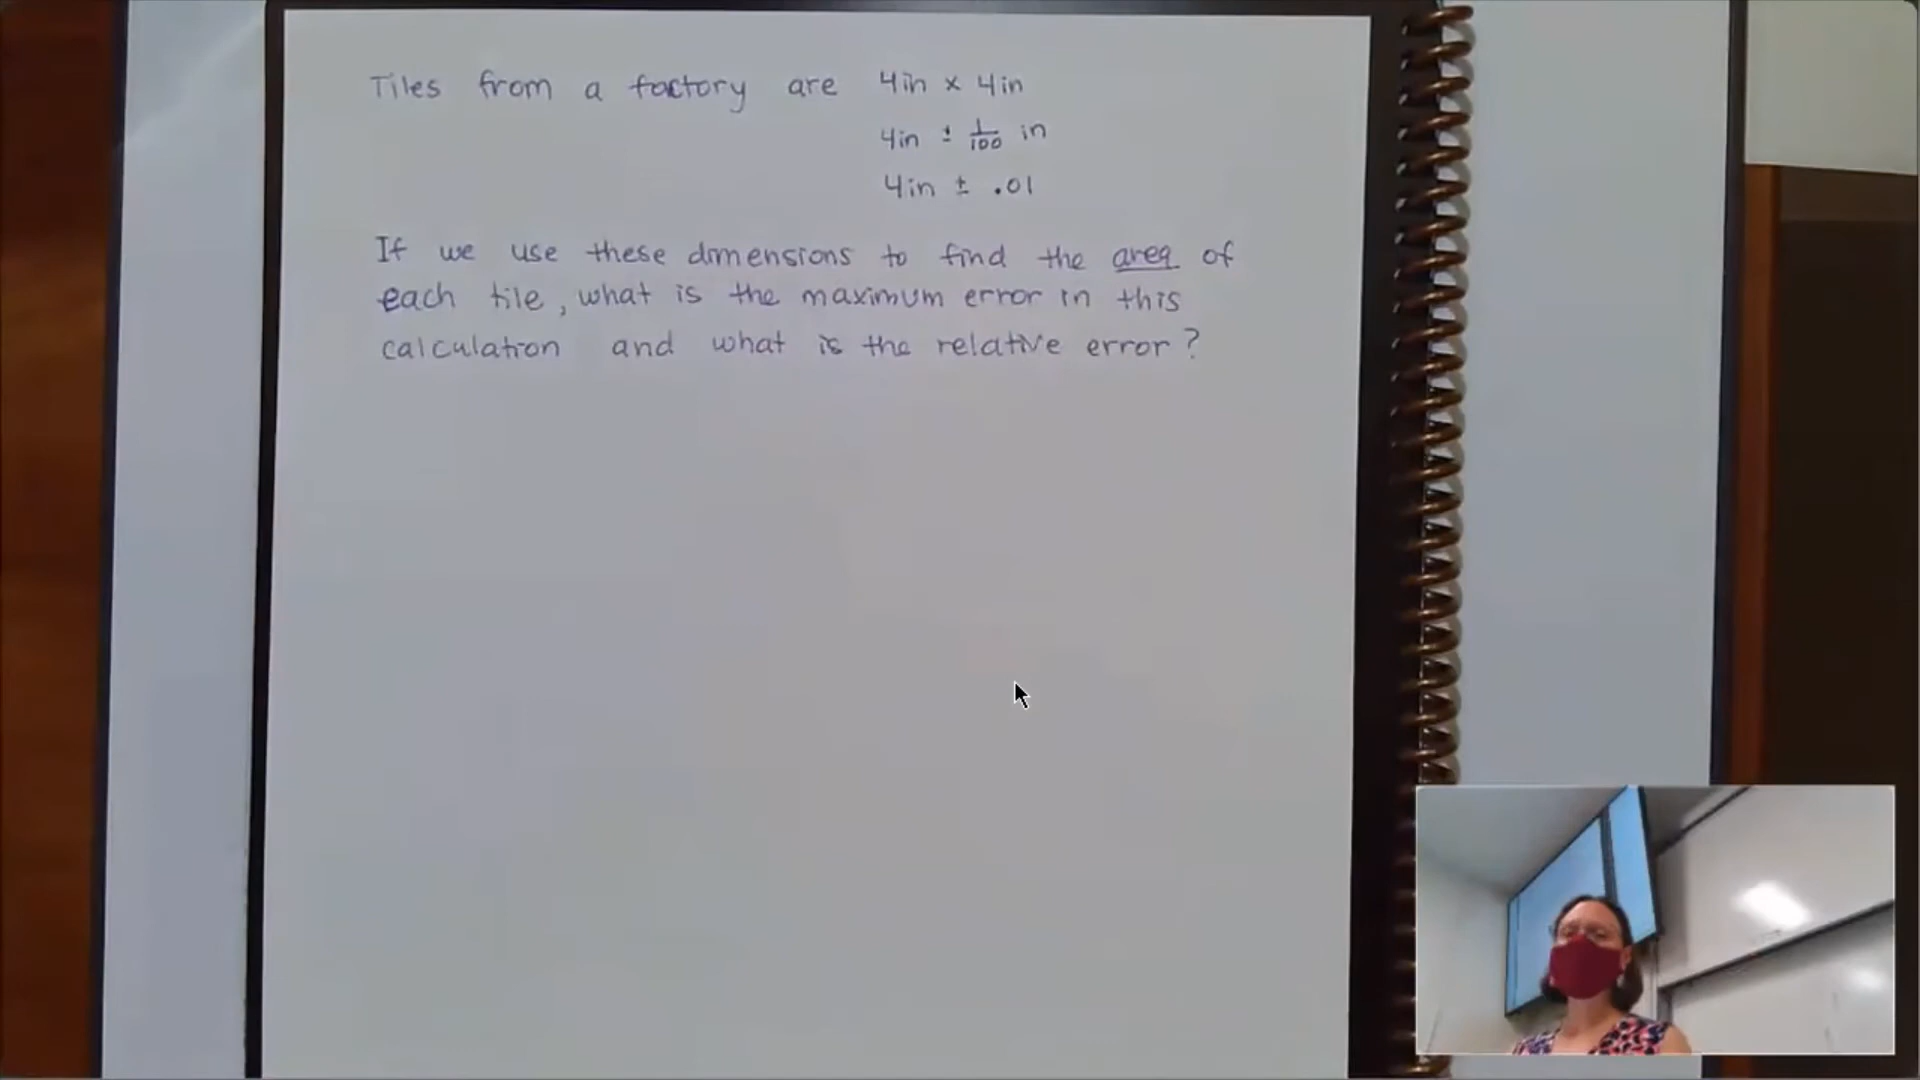 Tiles from a factory are 4in x 4in
4in ± 1/100 in
4in ± .01
If we use these dimensions to find the area of
each tile, what is the maximum error in this
calculation and what is the relative error?